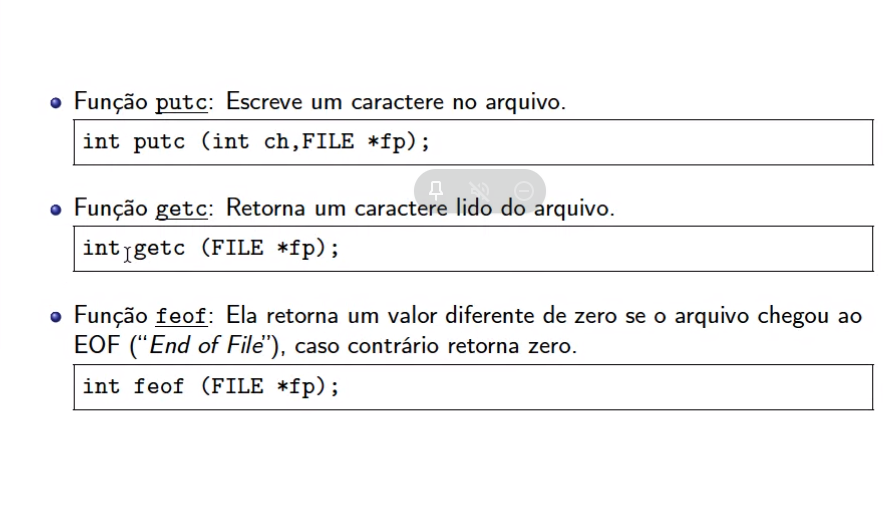 Função putc: Escreve um caractere no arquivo.
int putc (int ch,FILE *fp);
Função getc: Retorna um caractere lido do arquivo.
int getc (FILE *fp);
Função feof: Ela retorna um valor diferente de zero se o arquivo chegou ao
EOF (“End of File”), caso contrário retorna zero.
int feof (FILE *fp);